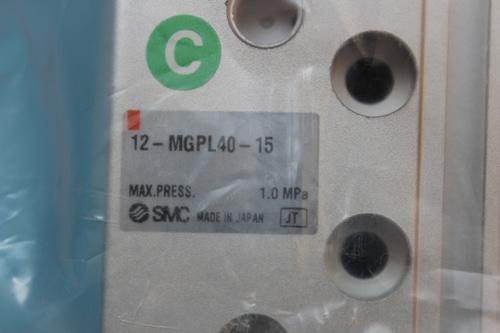 C
12-MGPL40-15
MAX.PRESS. 1.0 MPa
SMC MADE IN JAPAN JT